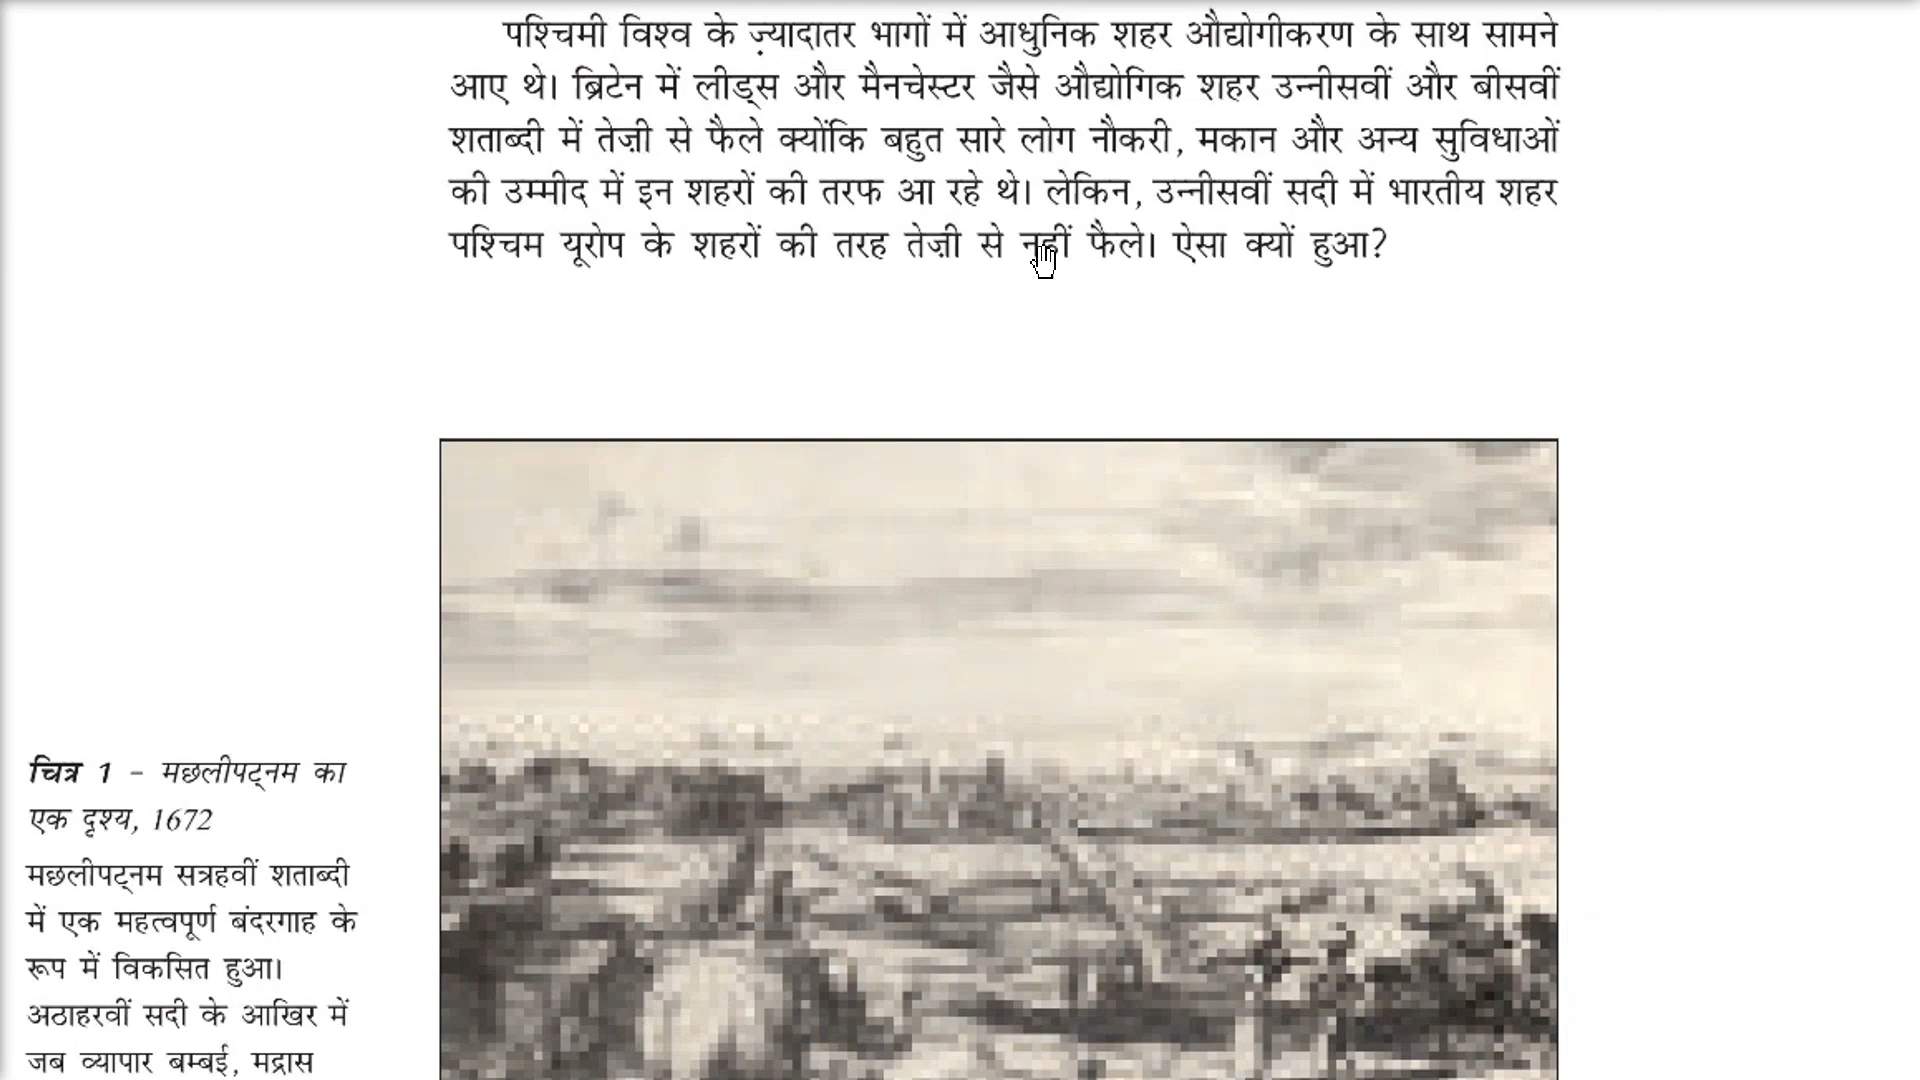 पश्चिमी विश्व के ज़्यादातर भागों में आधुनिक शहर औद्योगीकरण के साथ सामने
आए थे। ब्रिटेन में लीड्स और मैनचेस्टर जैसे औद्योगिक शहर उन्नीसवीं और बीसवीं
शताब्दी में तेज़ी से फैले क्योंकि बहुत सारे लोग नौकरी, मकान और अन्य सुविधाओं
की उम्मीद में इन शहरों की तरफ आ रहे थे। लेकिन, उन्नीसवीं सदी में भारतीय शहर
पश्चिम यूरोप के शहरों की तरह तेज़ी से नहीं फैले। ऐसा क्यों हुआ?
चित्र 1 – मछलीपट्नम का
एक दृश्य, 1672
मछलीपट्नम सत्रहवीं शताब्दी
में एक महत्वपूर्ण बंदरगाह के
रूप में विकसित हुआ।
अठाहरवीं सदी के आखिर में
जब व्यापार बम्बई, मद्रास